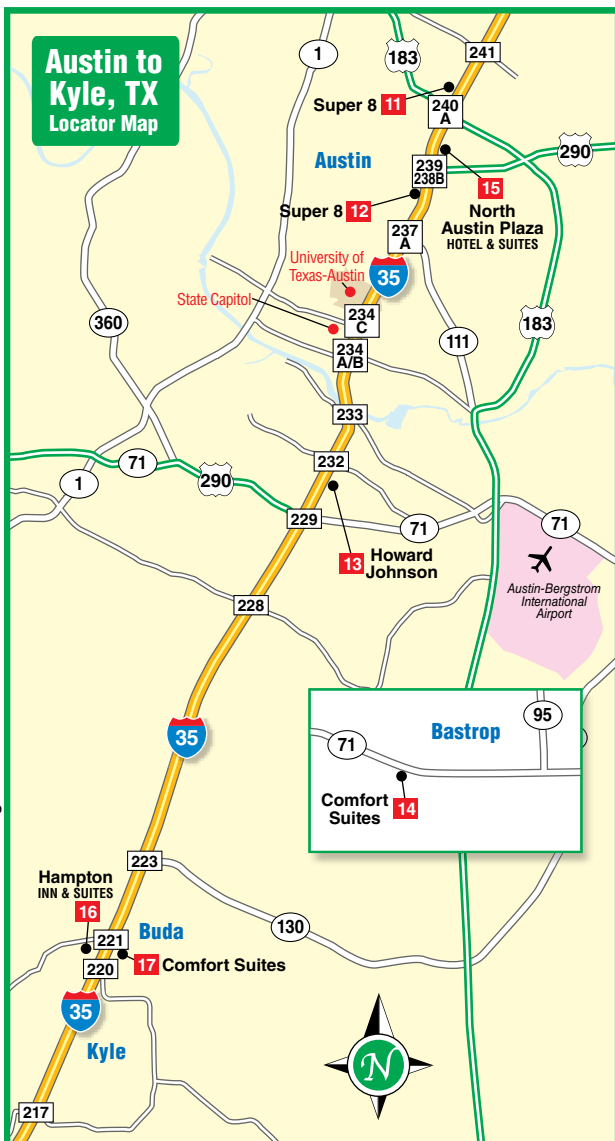 Austin to
Kyle, TX
Locator Map
1
183
241
Super 8 11
240
A
Austin
239
238B
290
15
North
Austin Plaza
HOTEL & SUITES
Super 8 12
237
A
University of
Texas-Austin
35
State Capitol
234
C
360
183
111
234
A/B
233
71
232
1
290
229
71
71
13 Howard
Johnson
Austin-Bergstrom
International
Airport
228
35
95
71
Bastrop
Comfort
Suites 14
223
Hampton
INN & SUITES
16
130
Buda
221
17 Comfort Suites
220
35
Kyle
N
217